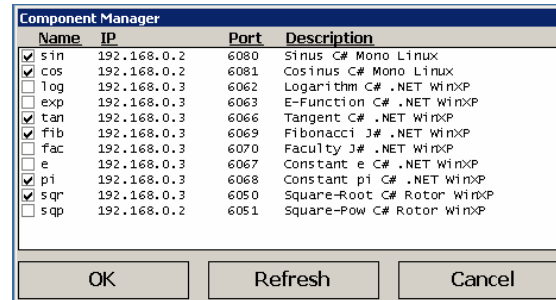 Component Manager
Name IP Port Description
sin 192.168.0.2 6080 Sinus C# Mono Linux
cos 192.168.0.2 6081 Cosinus C# Mono Linux
log 192.168.0.3 6062 Logarithm C# .NET WinXP
exp 192.168.0.3 6063 E-Function C# .NET WinXP
tan 192.168.0.3 6066 Tangent C# .NET WinXP
fib 192.168.0.3 6069 Fibonacci J# .NET WinXP
fac 192.168.0.3 6070 Faculty J# .NET WinXP
e 192.168.0.3 6067 Constant e C# .NET WinXP
pi 192.168.0.3 6068 Constant pi C# .NET WinXP
sqr 192.168.0.3 6050 Square-Root C# Rotor WinXP
sqp 192.168.0.2 6051 Square-Pow C# Rotor WinXP
OK Refresh Cancel